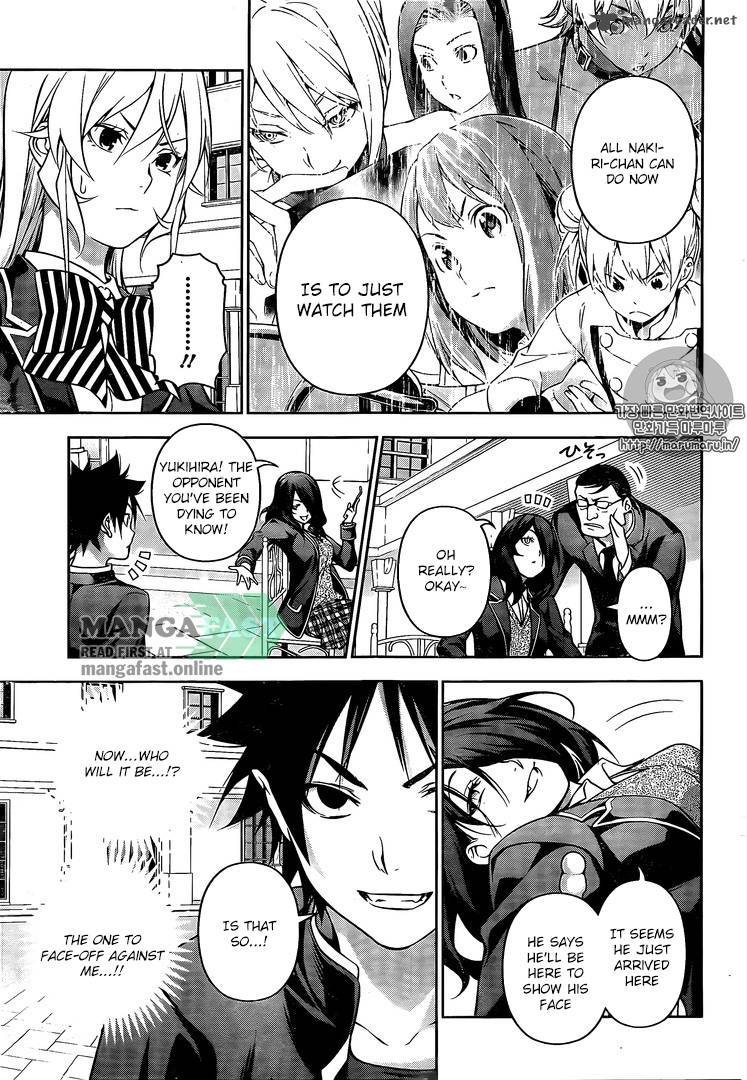 mangareader.net
ALL NAKI-
RI-CHAN CAN
DO NOW
IS TO JUST
WATCH THEM
........!!
가장 빠른 만화번역사이트
만화가득 마루마루
http://marumaru.in/
ひそっ
...
MMM?
OH
REALLY?
OKAY~
YUKIHIRA! THE
OPPONENT
YOU'VE BEEN
DYING TO
KNOW!
MANGA FAST
READ FIRST AT
mangafast.online
IT SEEMS
HE JUST
ARRIVED
HERE
HE SAYS
HE'LL BE
HERE TO
SHOW HIS
FACE
IS THAT
SO...!
NOW...WHO
WILL IT BE...!?
THE ONE TO
FACE-OFF AGAINST
ME...!!